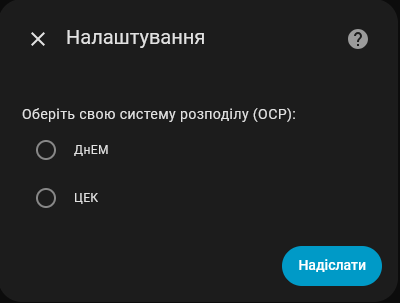 Налаштування
Оберіть свою систему розподілу (ОСР):
ДнЕМ
ЦЕК
Надіслати